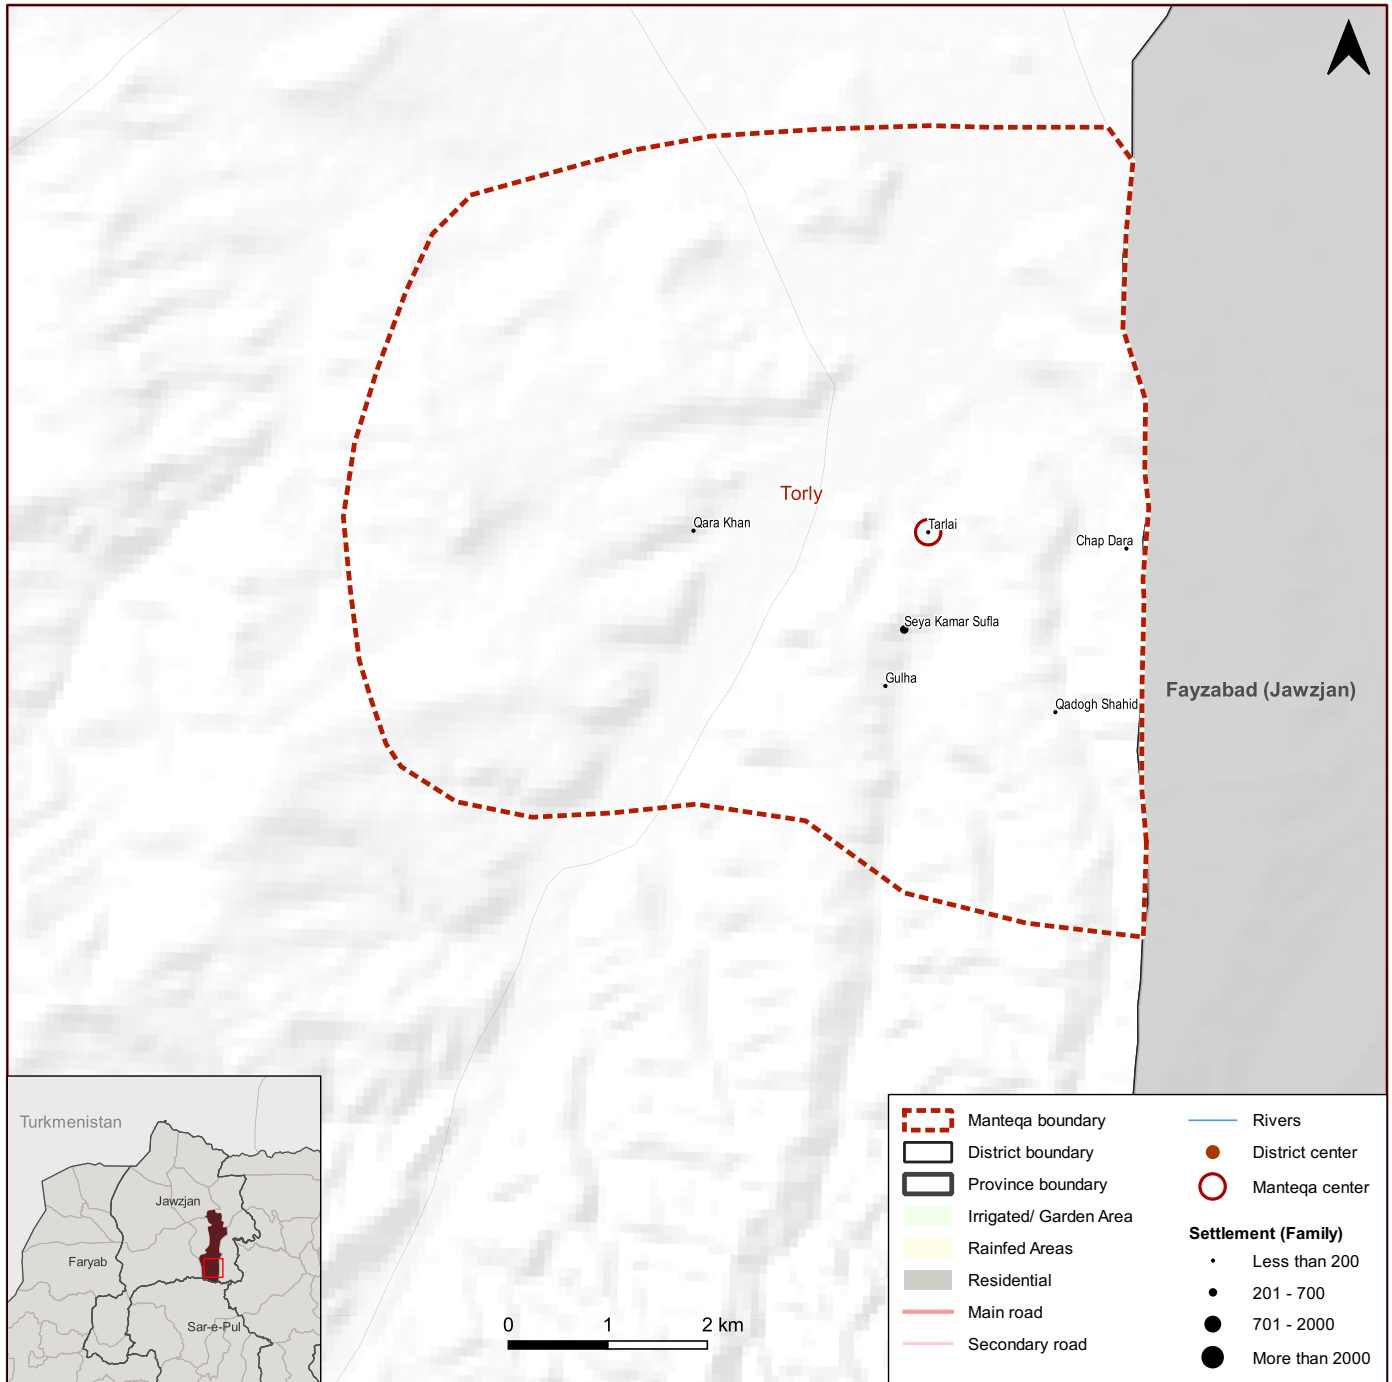 Torly
Qara Khan
Tarlai
Chap Dara
Seya Kamar Sufla
Gulha
Qadogh Shahid
Fayzabad (Jawzjan)
Turkmenistan
Jawzjan
Faryab
Sar-e-Pul
0 1 2 km
Manteqa boundary
District boundary
Province boundary
Irrigated/ Garden Area
Rainfed Areas
Residential
Main road
Secondary road
Rivers
District center
Manteqa center
Settlement (Family)
Less than 200
201 - 700
701 - 2000
More than 2000